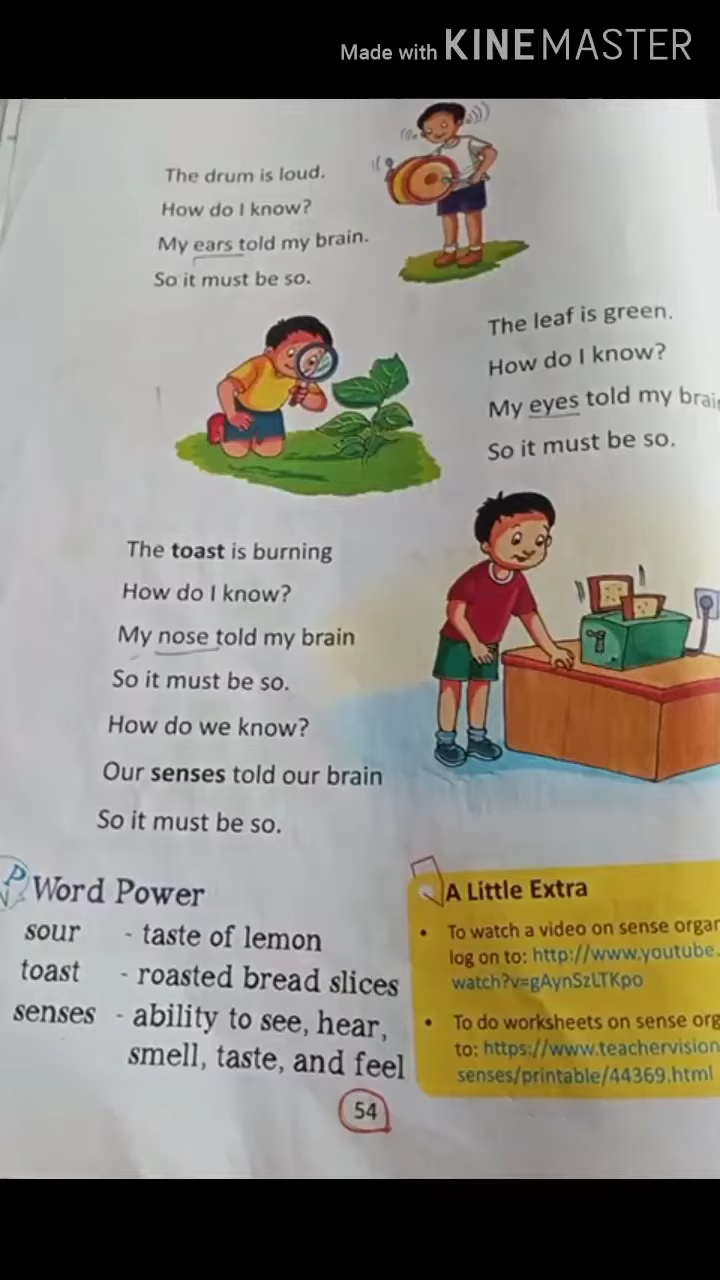 Made with KINEMASTER
The drum is loud.
How do I know?
My ears told my brain.
So it must be so.
The leaf is green.
How do I know?
My eyes told my brai
So it must be so.
The toast is burning
How do I know?
My nose told my brain
So it must be so.
How do we know?
Our senses told our brain
So it must be so.
Word Power
sour - taste of lemon
toast - roasted bread slices
senses - ability to see, hear,
smell, taste, and feel
A Little Extra
• To watch a video on sense organ
log on to: http://www.youtube.
watch?v=gAynSzLTKpo
• To do worksheets on sense org
to: https://www.teachervision
senses/printable/44369.html
54